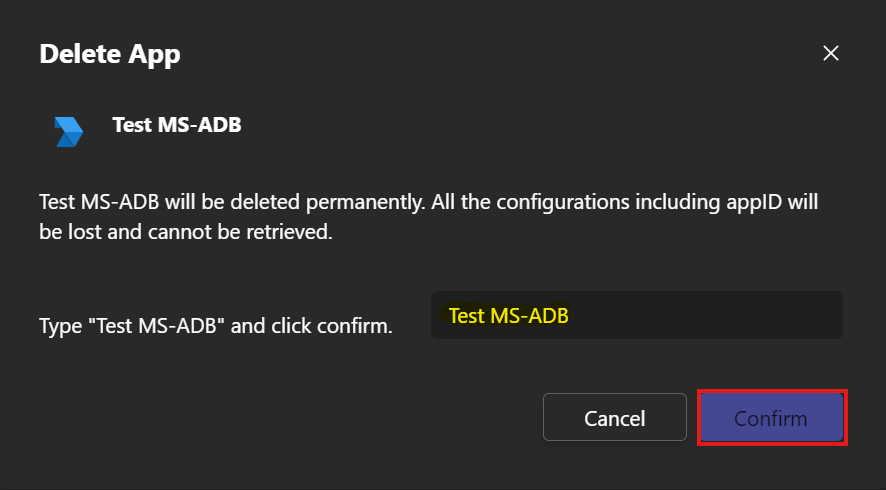 Delete App
Test MS-ADB
Test MS-ADB will be deleted permanently. All the configurations including appID will
be lost and cannot be retrieved.
Type "Test MS-ADB" and click confirm.
Test MS-ADB
Cancel
Confirm